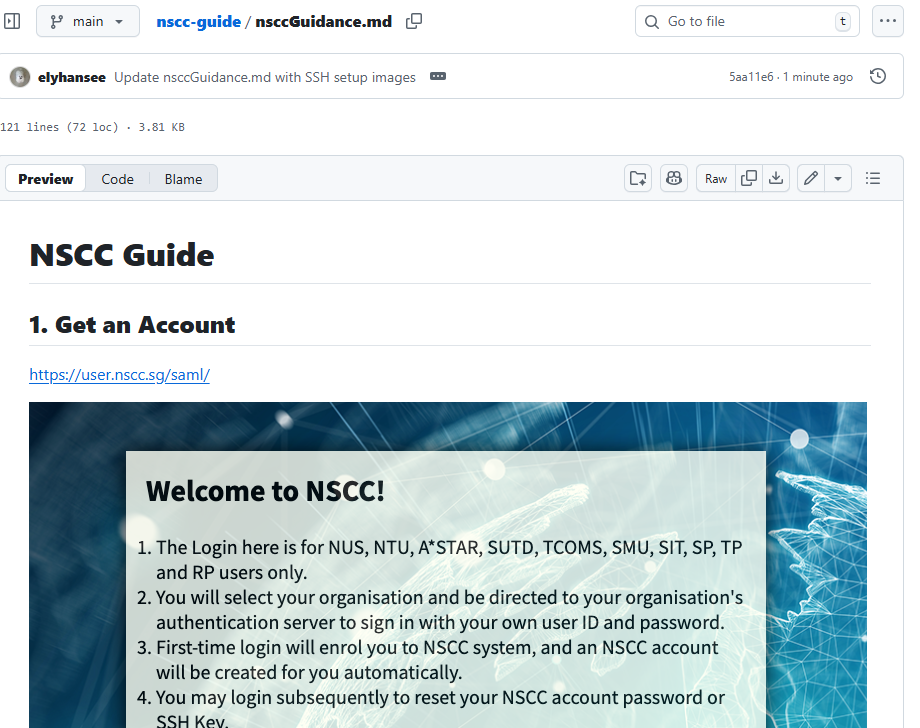 main
nscc-guide / nsccGuidance.md
Go to file
t
elyhansee Update nsccGuidance.md with SSH setup images
5aa11e6 · 1 minute ago
121 lines (72 loc) · 3.81 KB
Preview
Code
Blame
Raw
NSCC Guide
1. Get an Account
https://user.nscc.sg/saml/
Welcome to NSCC!
1. The Login here is for NUS, NTU, A*STAR, SUTD, TCOMS, SMU, SIT, SP, TP
and RP users only.
2. You will select your organisation and be directed to your organisation's
authentication server to sign in with your own user ID and password.
3. First-time login will enrol you to NSCC system, and an NSCC account
will be created for you automatically.
4. You may login subsequently to reset your NSCC account password or
SSH Key.